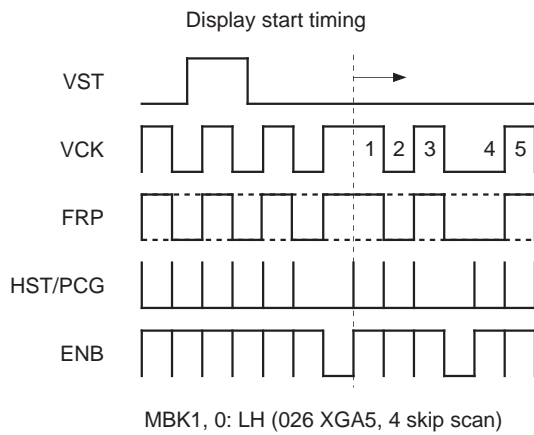 Display start timing
VST
VCK 1 2 3 4 5
FRP
HST/PCG
ENB
MBK1, 0: LH (026 XGA5, 4 skip scan)